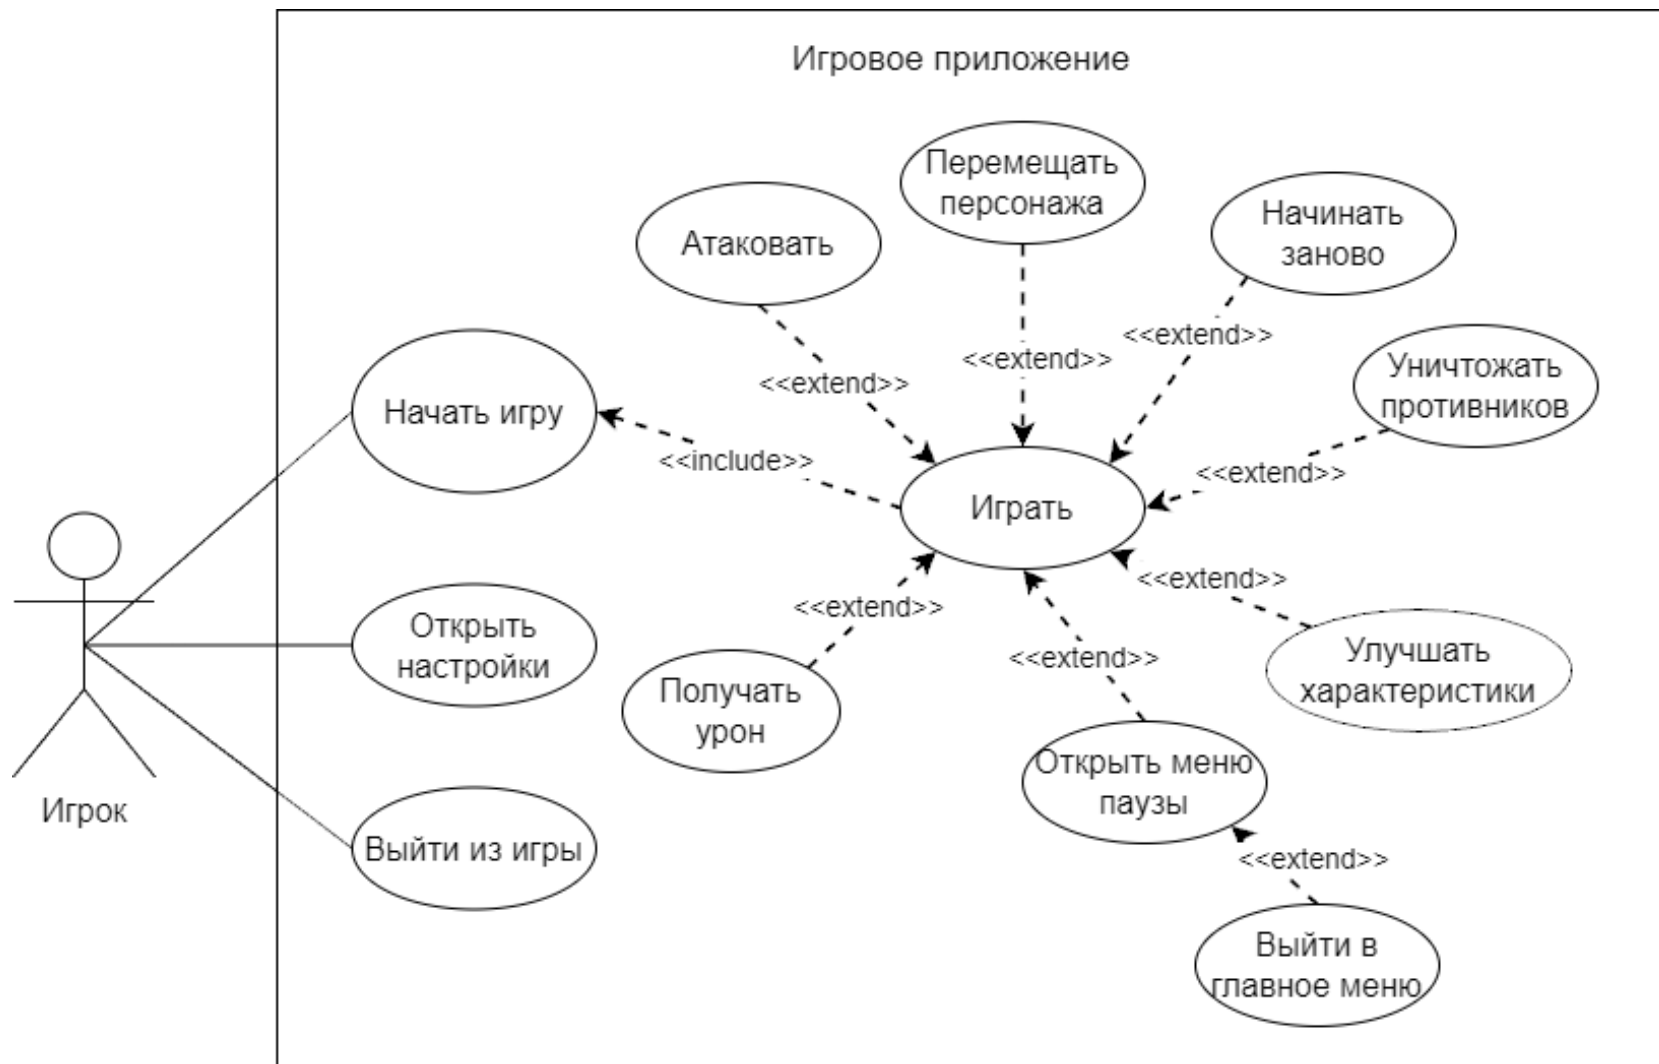 Игровое приложение
Перемещать
персонажа
Атаковать
Начинать
заново
<<extend>>
<<extend>>
<<extend>>
Уничтожать
противников
Начать игру
<<include>>
<<extend>>
Играть
<<extend>>
<<extend>>
Открыть
настройки
<<extend>>
Улучшать
характеристики
Получать
урон
Открыть меню
паузы
Игрок
Выйти из игры
<<extend>>
Выйти в
главное меню